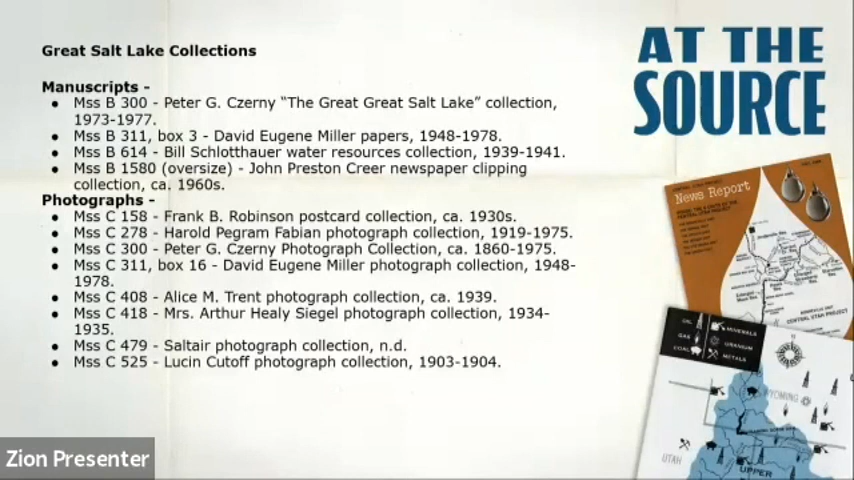 Great Salt Lake Collections
Manuscripts -
● Mss B 300 - Peter G. Czerny “The Great Great Salt Lake” collection,
1973-1977.
● Mss B 311, box 3 - David Eugene Miller papers, 1948-1978.
● Mss B 614 - Bill Schlotthauer water resources collection, 1939-1941.
● Mss B 1580 (oversize) - John Preston Creer newspaper clipping
collection, ca. 1960s.
Photographs -
● Mss C 158 - Frank B. Robinson postcard collection, ca. 1930s.
● Mss C 278 - Harold Pegram Fabian photograph collection, 1919-1975.
● Mss C 300 - Peter G. Czerny Photograph Collection, ca. 1860-1975.
● Mss C 311, box 16 - David Eugene Miller photograph collection, 1948-
1978.
● Mss C 408 - Alice M. Trent photograph collection, ca. 1939.
● Mss C 418 - Mrs. Arthur Healy Siegel photograph collection, 1934-
1935.
● Mss C 479 - Saltair photograph collection, n.d.
● Mss C 525 - Lucin Cutoff photograph collection, 1903-1904.
AT THE
SOURCE
News Report
CENTRAL UTAH PROJECT
OIL
GAS
COAL
MINERALS
URANIUM
METALS
WYOMING
UTAH
UPPER
Zion Presenter